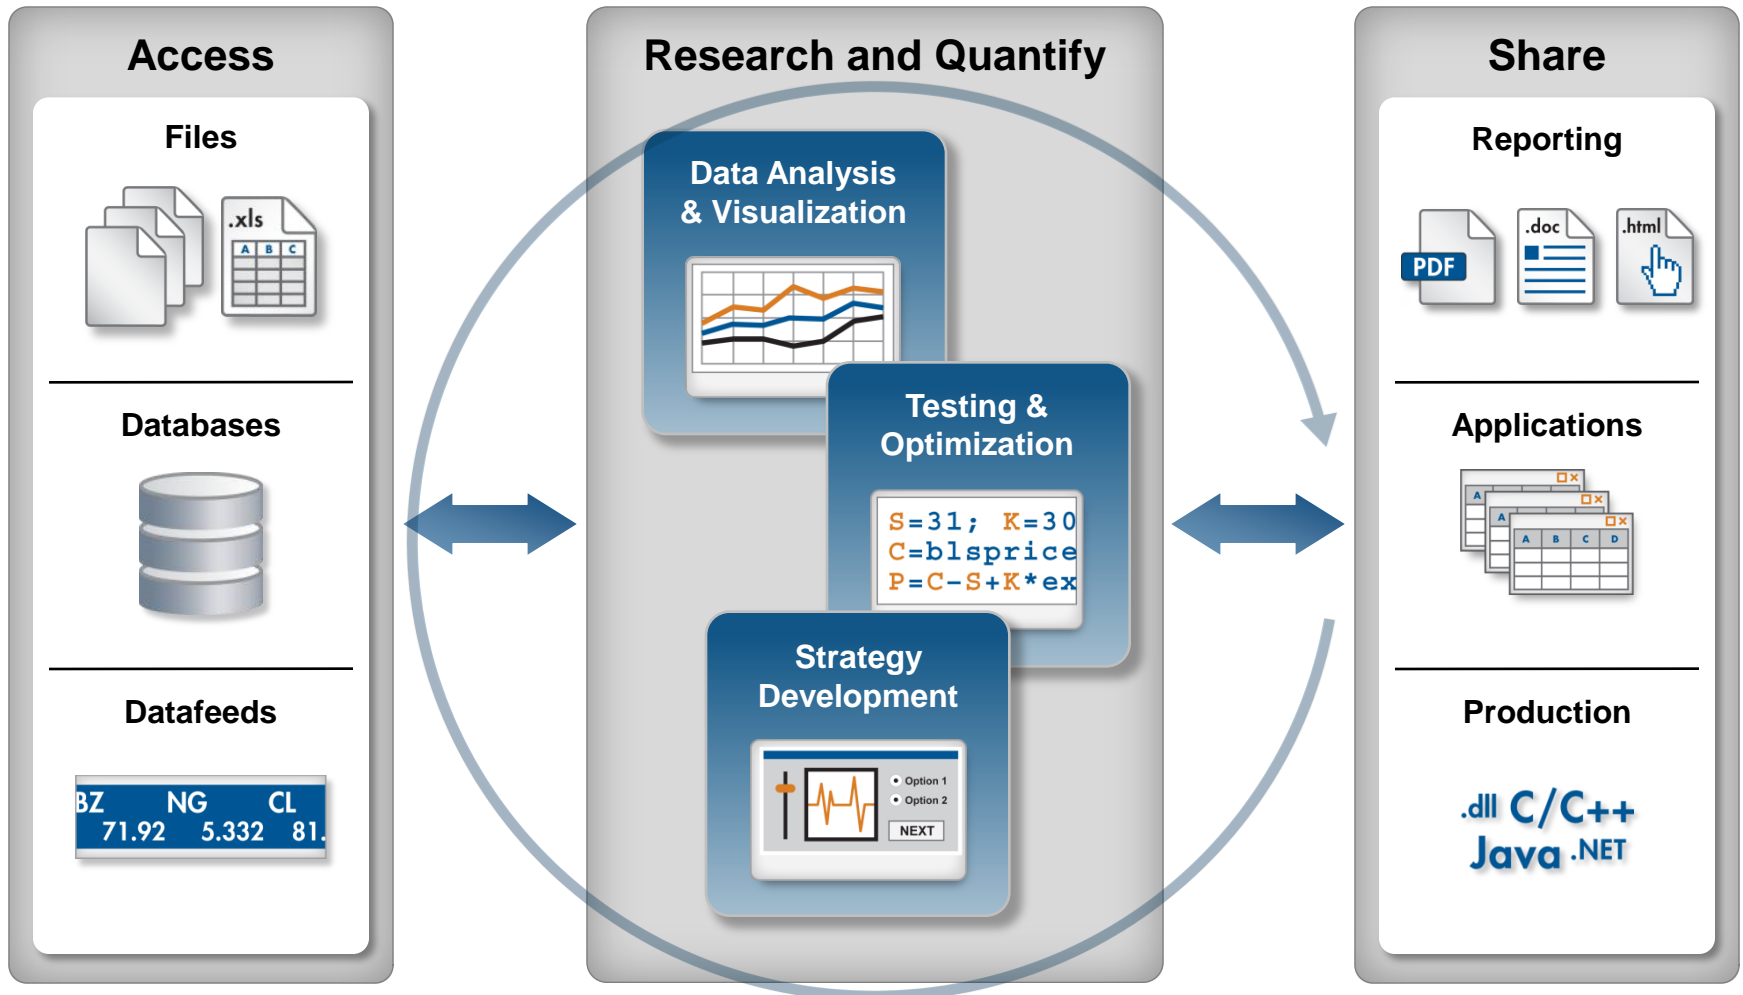 Access
Files
.xls
A B C
Databases
Datafeeds
BZ NG CL
71.92 5.332 81.
Research and Quantify
Data Analysis
& Visualization
Testing &
Optimization
S=31; K=30
C=blsprice
P=C-S+K*ex
Strategy
Development
Option 1
Option 2
NEXT
Share
Reporting
PDF
.doc
.html
Applications
A
A
A B C D
Production
.dll C/C++
Java .NET